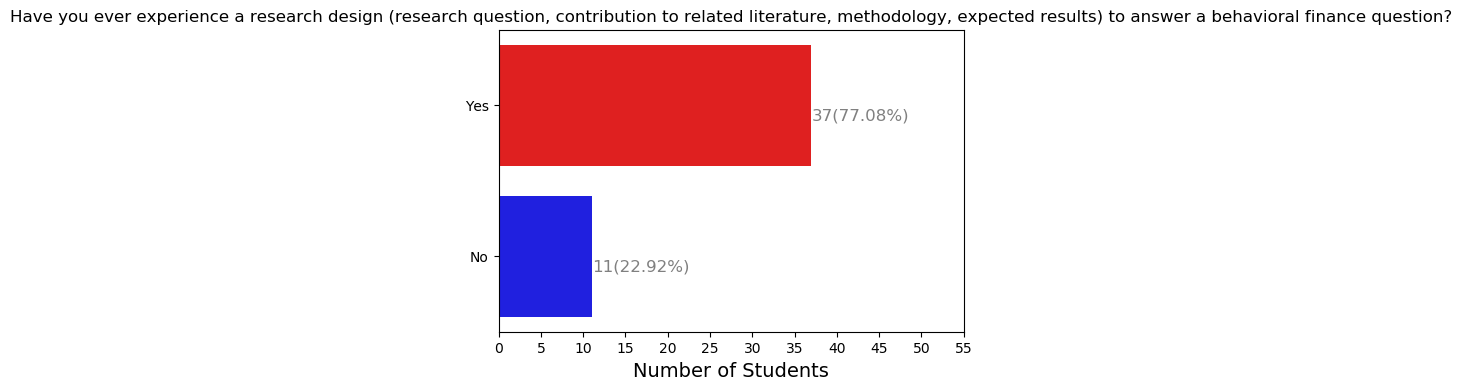 Have you ever experience a research design (research question, contribution to related literature, methodology, expected results) to answer a behavioral finance question?
Yes
37(77.08%)
No
11(22.92%)
0 5 10 15 20 25 30 35 40 45 50 55
Number of Students